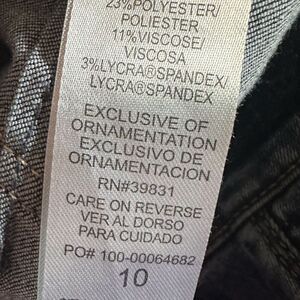 23%POLYESTER/
POLIESTER
11%VISCOSE/
VISCOSA
3%LYCRA®SPANDEX/
LYCRA®SPANDEX
EXCLUSIVE OF
ORNAMENTATION
EXCLUSIVO DE
ORNAMENTACION
RN#39831
CARE ON REVERSE
VER AL DORSO
PARA CUIDADO
PO# 100-00064682
10